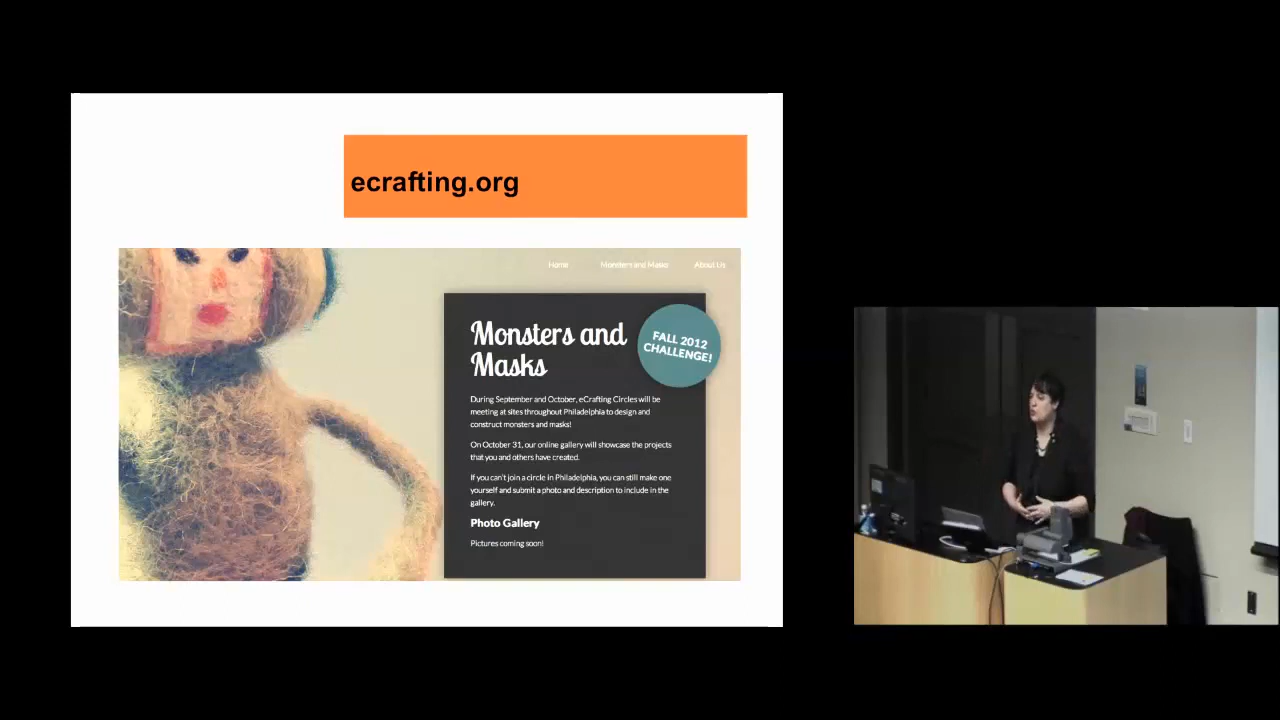 ecrafting.org
Home Monsters and Masks About Us
Monsters and
Masks
FALL 2012
CHALLENGE!
During September and October, eCrafting Circles will be
meeting at sites throughout Philadelphia to design and
construct monsters and masks!
On October 31, our online gallery will showcase the projects
that you and others have created.
If you can't join a circle in Philadelphia, you can still make one
yourself and submit a photo and description to include in the
gallery.
Photo Gallery
Pictures coming soon!